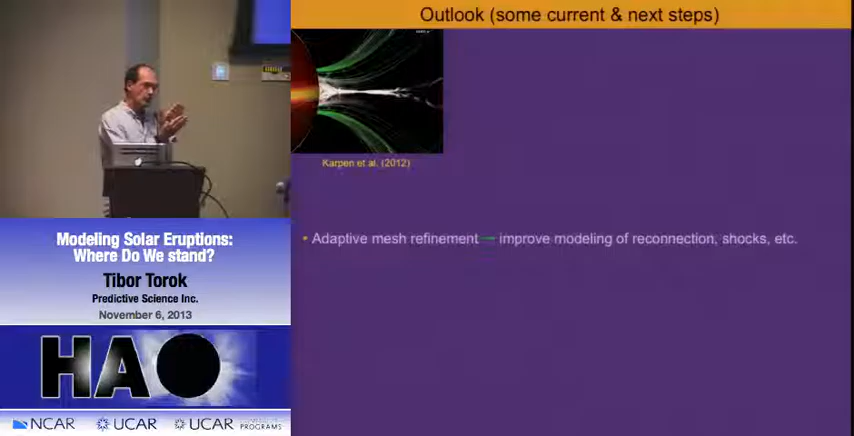 Outlook (some current & next steps)
Karpen et al. (2012)
• Adaptive mesh refinement → improve modeling of reconnection, shocks, etc.
Modeling Solar Eruptions:
Where Do We stand?
Tibor Torok
Predictive Science Inc.
November 6, 2013
HAO
NCAR UCAR UCAR
PROGRAMS